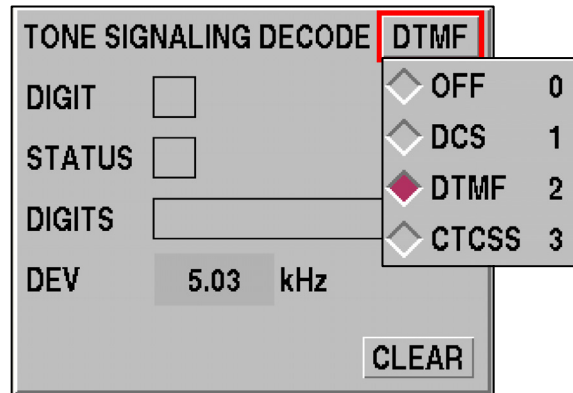 TONE SIGNALING DECODE DTMF
DIGIT
OFF 0
STATUS
DCS 1
DTMF 2
DIGITS
CTCSS 3
DEV 5.03 kHz
CLEAR